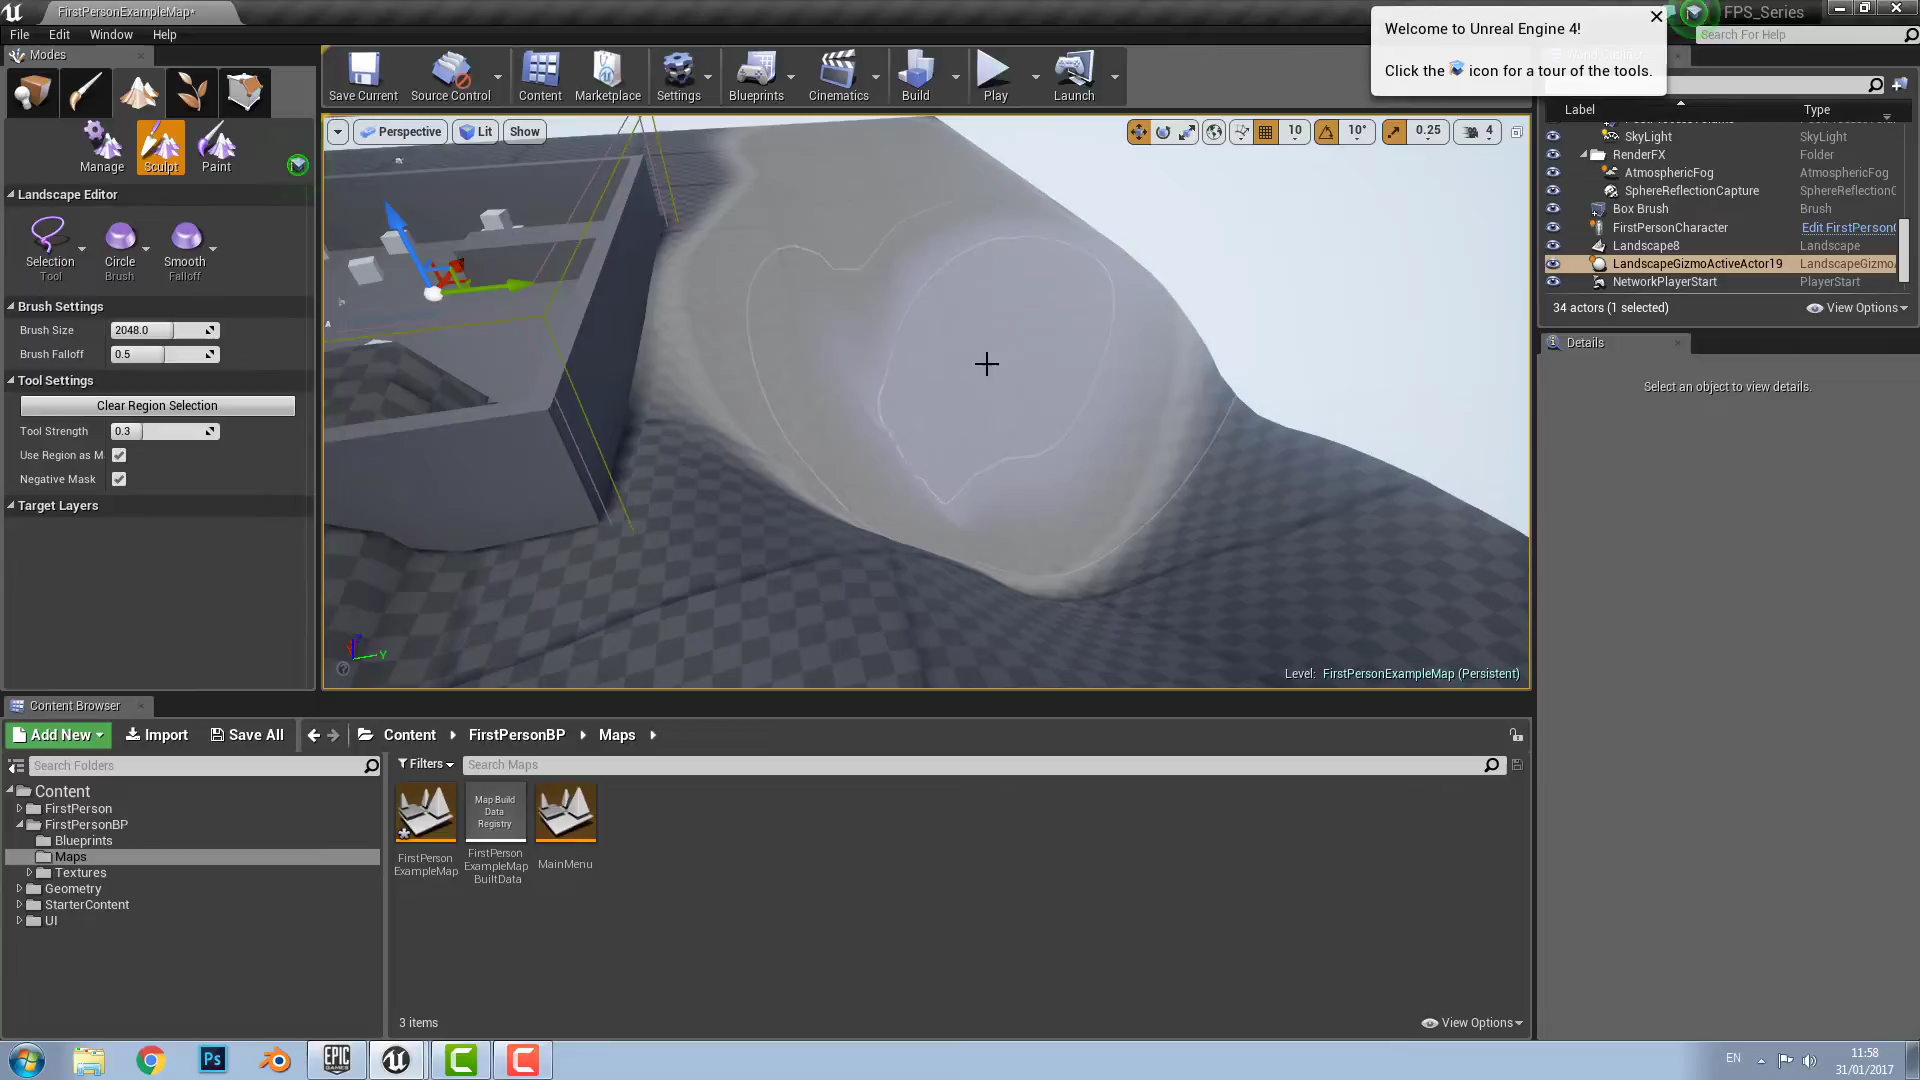 FirstPersonExampleMap*
FPS_Series
File Edit Window Help
Search For Help
Welcome to Unreal Engine 4!
Click the icon for a tour of the tools.
Modes
Save Current
Source Control
Content
Marketplace
Settings
Blueprints
Cinematics
Build
Play
Launch
Manage
Sculpt
Paint
Landscape Editor
Selection
Tool
Circle
Brush
Smooth
Falloff
Brush Settings
Brush Size 2048.0
Brush Falloff 0.5
Tool Settings
Clear Region Selection
Tool Strength 0.3
Use Region as M
Negative Mask
Target Layers
Perspective
Lit
Show
10
10°
0.25
4
Level: FirstPersonExampleMap (Persistent)
Label Type
SkyLight SkyLight
RenderFX Folder
AtmosphericFog AtmosphericFog
SphereReflectionCapture SphereReflectionC
Box Brush Brush
FirstPersonCharacter Edit FirstPerson
Landscape8 Landscape
LandscapeGizmoActiveActor19 LandscapeGizmo
NetworkPlayerStart PlayerStart
34 actors (1 selected)
View Options
Details
Select an object to view details.
Content Browser
Add New
Import
Save All
Content
FirstPersonBP
Maps
Search Folders
Filters
Search Maps
Content
FirstPerson
FirstPersonBP
Blueprints
Maps
Textures
Geometry
StarterContent
UI
Map Build
Data
Registry
FirstPerson
ExampleMap
FirstPerson
ExampleMap
BuiltData
MainMenu
3 items
View Options
Ps
EPIC
GAMES
EN
11:58
31/01/2017